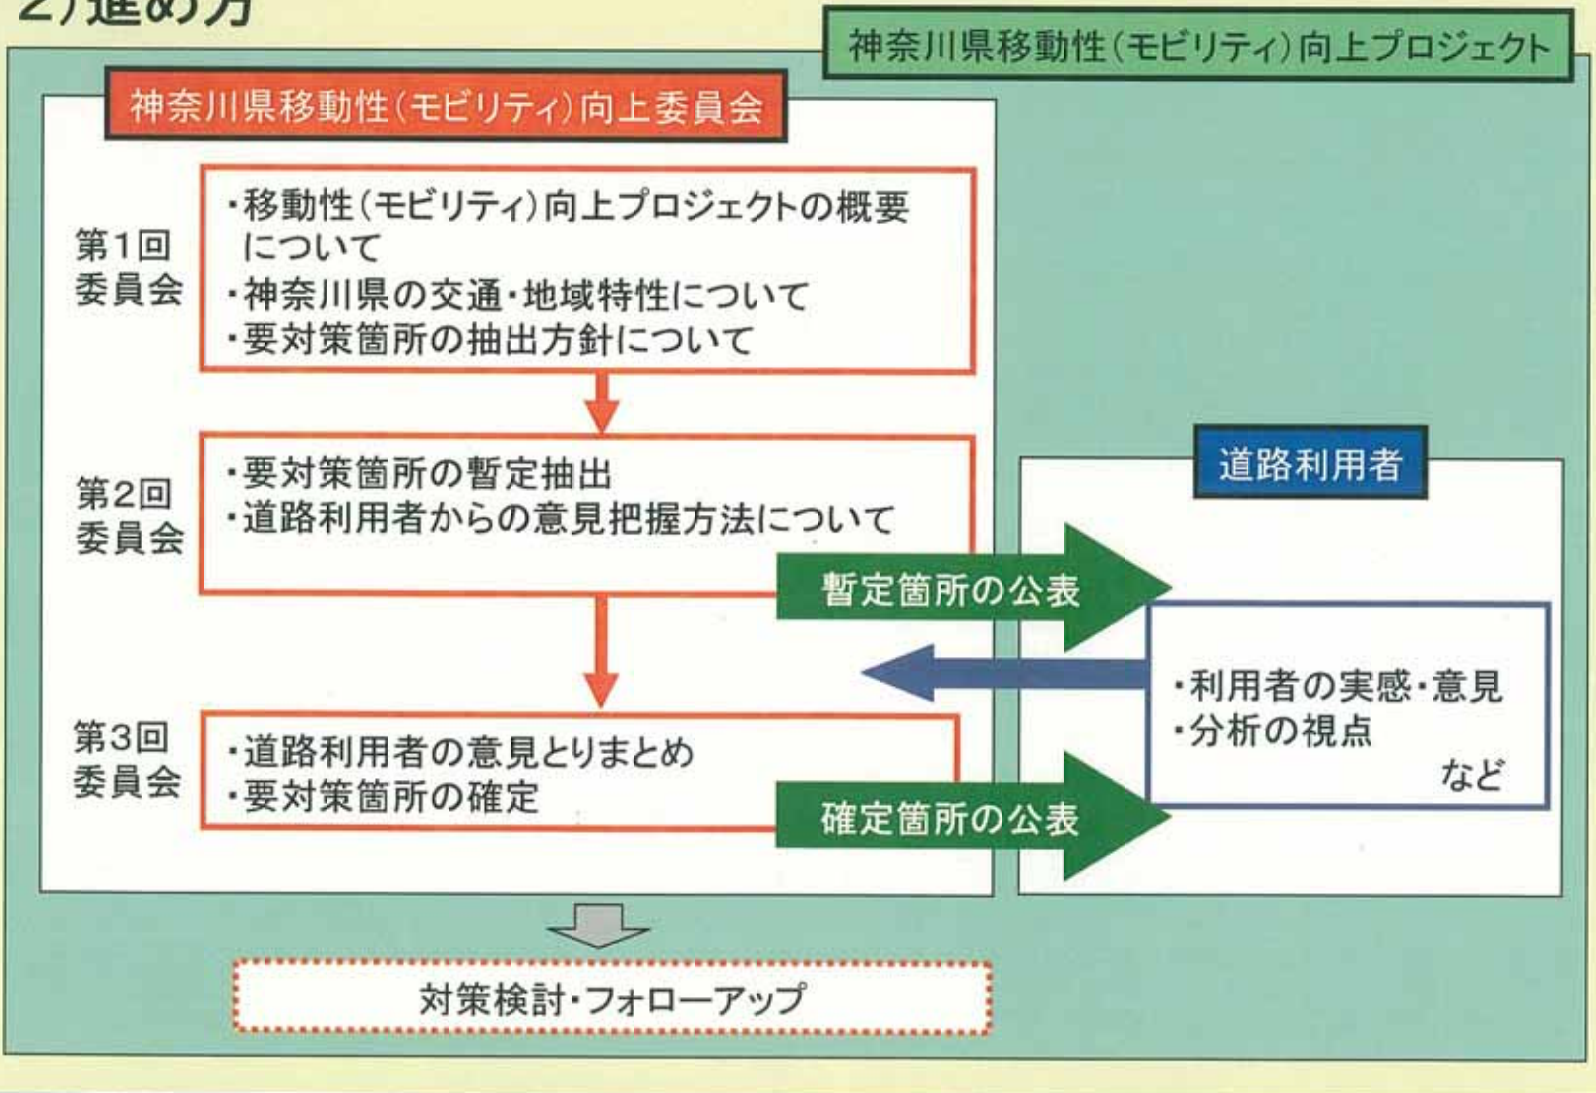 2)進め方
神奈川県移動性(モビリティ)向上プロジェクト
神奈川県移動性(モビリティ)向上委員会
第1回
委員会
・移動性(モビリティ)向上プロジェクトの概要
について
・神奈川県の交通・地域特性について
・要対策箇所の抽出方針について
第2回
委員会
・要対策箇所の暫定抽出
・道路利用者からの意見把握方法について
暫定箇所の公表
道路利用者
・利用者の実感・意見
・分析の視点
など
第3回
委員会
・道路利用者の意見とりまとめ
・要対策箇所の確定
確定箇所の公表
対策検討・フォローアップ